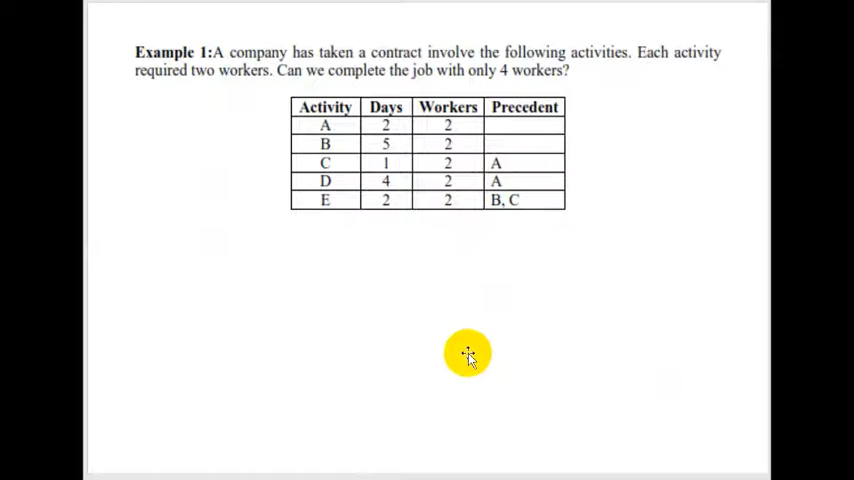 Example 1:A company has taken a contract involve the following activities. Each activity
required two workers. Can we complete the job with only 4 workers?
Activity Days Workers Precedent
A 2 2
B 5 2
C 1 2 A
D 4 2 A
E 2 2 B, C